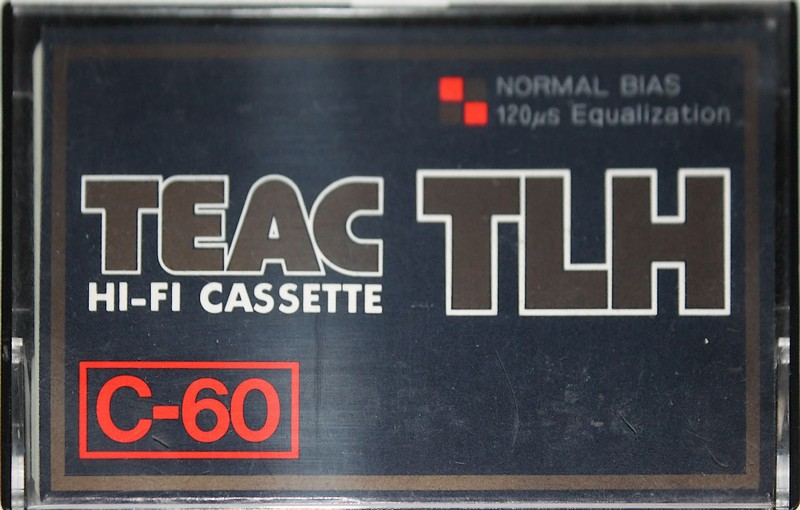 NORMAL BIAS
120µs Equalization
TEAC TLH
HI-FI CASSETTE
C-60